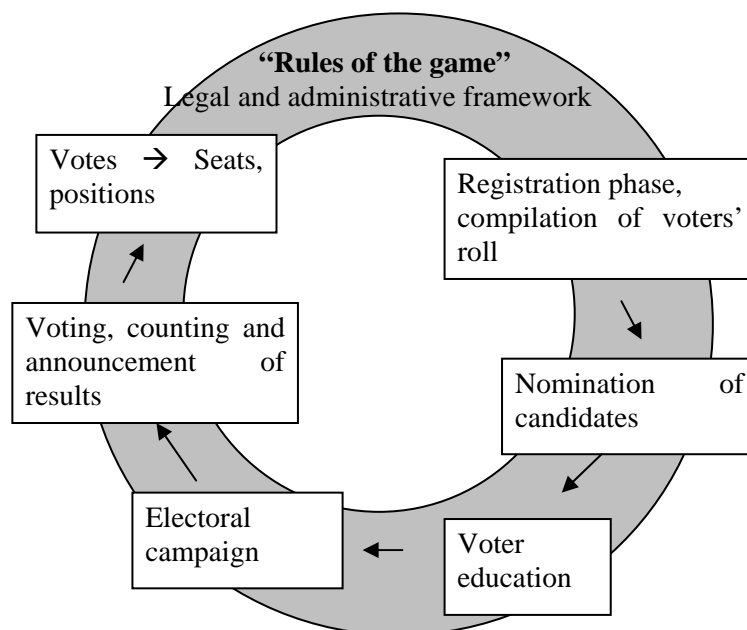 “Rules of the game”
Legal and administrative framework
Registration phase,
compilation of voters’
roll
Nomination of
candidates
Voter
education
Electoral
campaign
Voting, counting and
announcement of
results
Votes → Seats,
positions